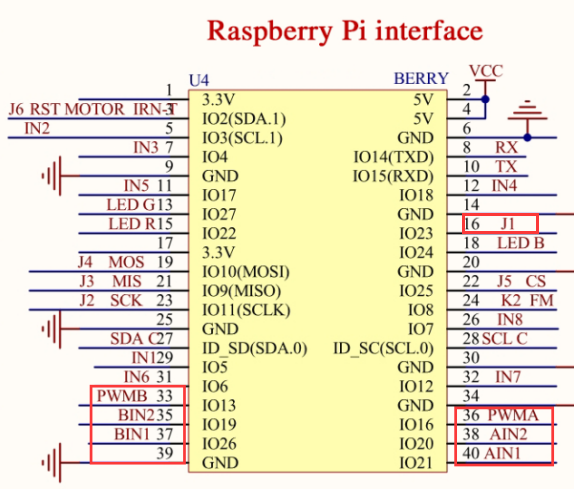 Raspberry Pi interface
U4 BERRY VCC
1 3.3V 5V 2
J6 RST MOTOR IRN-T 3 IO2(SDA.1) 5V 4
IN2 5 IO3(SCL.1) GND 6
IN3 7 IO4 IO14(TXD) 8 RX
9 GND IO15(RXD) 10 TX
IN5 11 IO17 IO18 12 IN4
LED G 13 IO27 GND 14
LED R 15 IO22 IO23 16 J1
17 3.3V IO24 18 LED B
J4 MOS 19 IO10(MOSI) GND 20
J3 MIS 21 IO9(MISO) IO25 22 J5 CS
J2 SCK 23 IO11(SCLK) IO8 24 K2 FM
25 GND IO7 26 IN8
SDA C 27 ID_SD(SDA.0) ID_SC(SCL.0) 28 SCL C
IN1 29 IO5 GND 30
IN6 31 IO6 IO12 32 IN7
PWMB 33 IO13 GND 34
BIN2 35 IO19 IO16 36 PWMA
BIN1 37 IO26 IO20 38 AIN2
39 GND IO21 40 AIN1